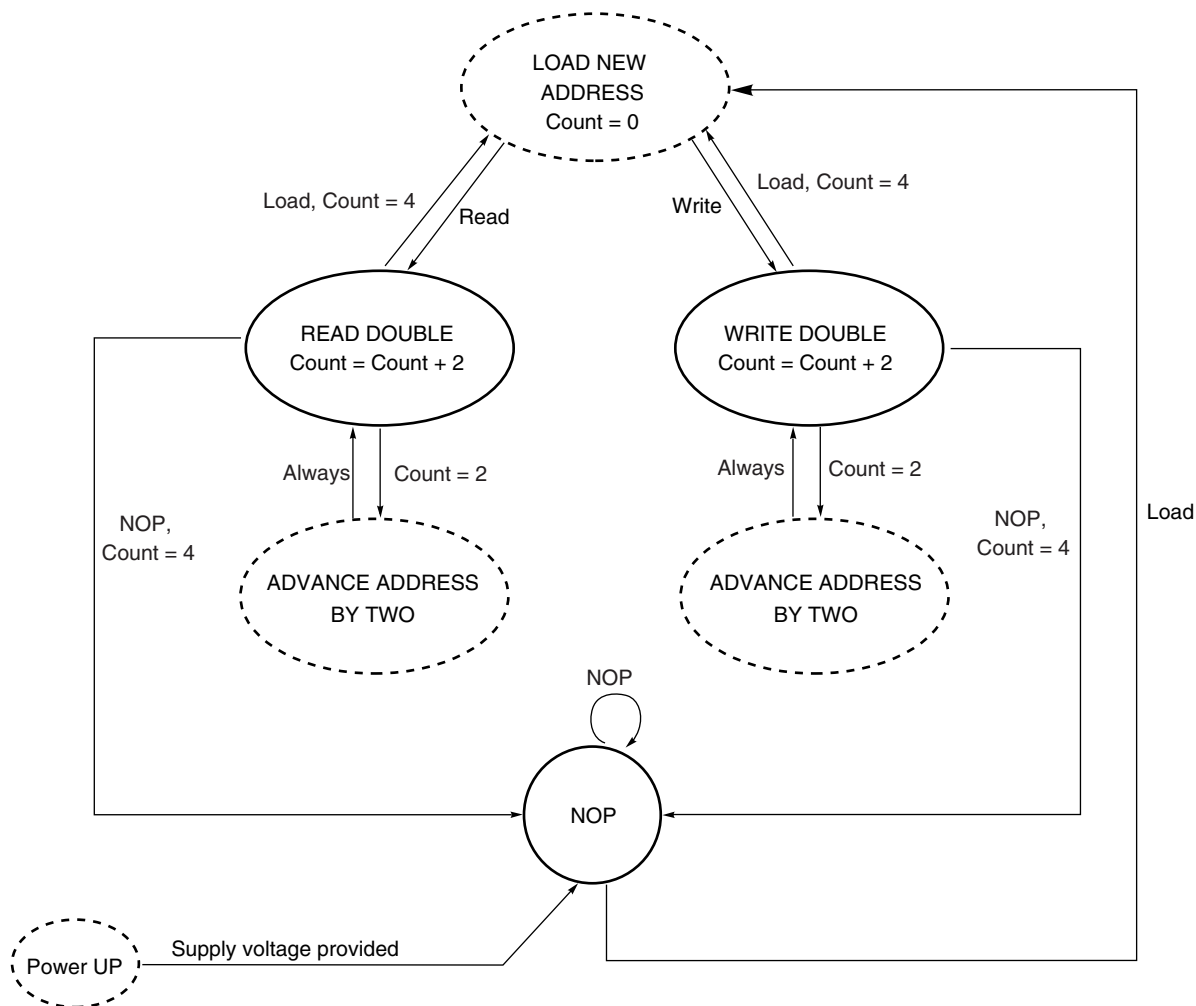 LOAD NEW
ADDRESS
Count = 0
Load, Count = 4
Read
Write
Load, Count = 4
READ DOUBLE
Count = Count + 2
WRITE DOUBLE
Count = Count + 2
Always
Count = 2
Always
Count = 2
NOP,
Count = 4
NOP,
Count = 4
Load
ADVANCE ADDRESS
BY TWO
ADVANCE ADDRESS
BY TWO
NOP
NOP
Supply voltage provided
Power UP